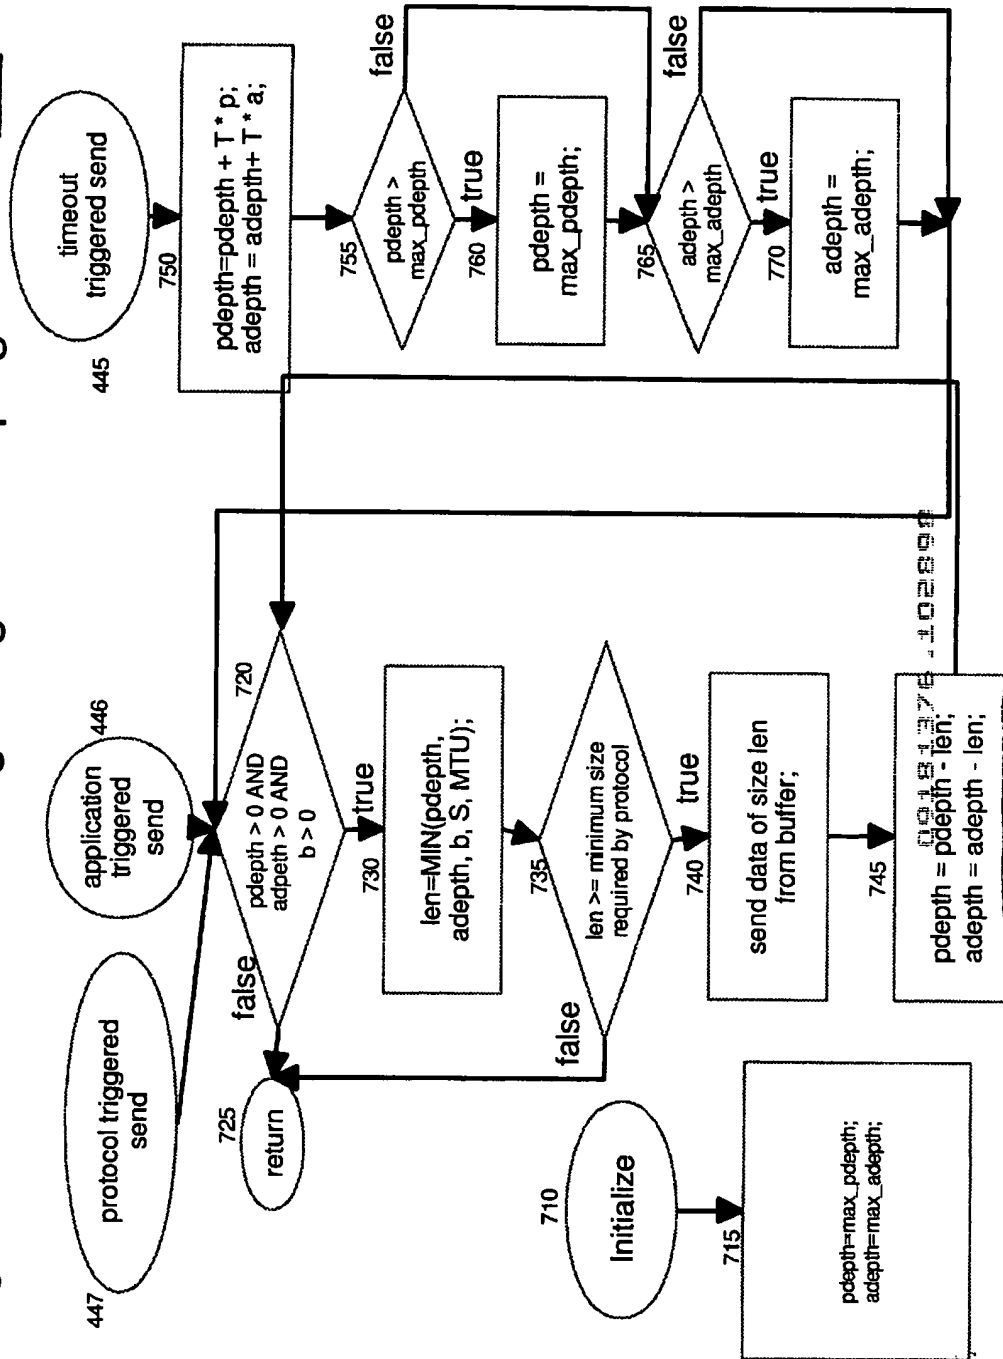 447
protocol triggered
send
application
triggered
send
446
445
timeout
triggered send
750
pdepth=pdepth + T * p;
adepth = adepth+ T * a;
755
pdepth >
max_pdepth
false
true
760
pdepth =
max_pdepth;
765
adepth >
max_adepth
false
true
770
adepth =
max_adepth;
720
pdepth > 0 AND
adpeth > 0 AND
b > 0
false
true
725
return
730
len=MIN(pdepth,
adepth, b, S, MTU);
735
len >= minimum size
required by protocol
false
true
740
send data of size len
from buffer;
745
pdepth = pdepth - len;
adepth = adepth - len;
710
Initialize
715
pdepth=max_pdepth;
adepth=max_adepth;